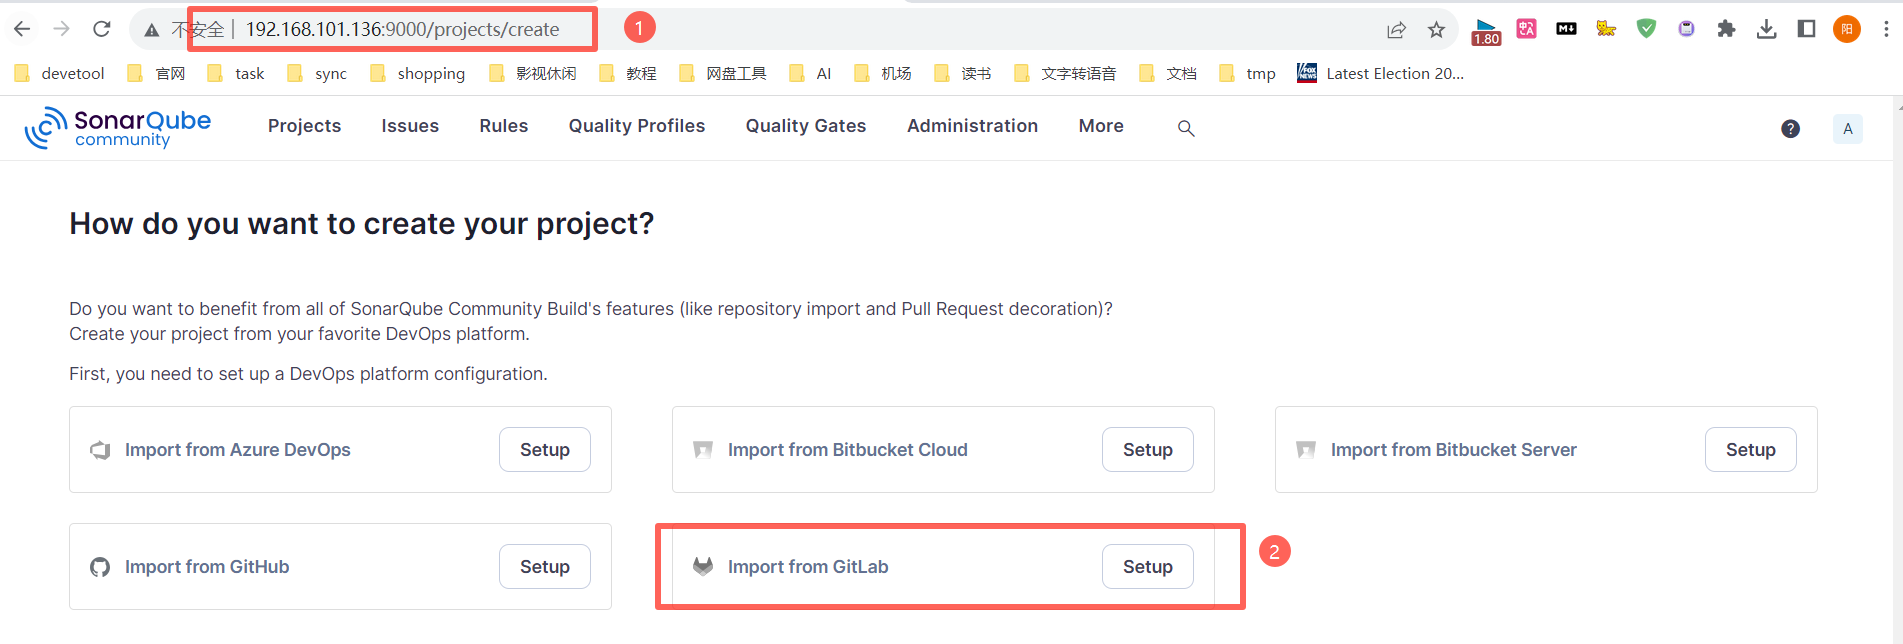 不安全 | 192.168.101.136:9000/projects/create
1
1.80
中
A
M↓
阳
devetool 官网 task sync shopping 影视休闲 教程 网盘工具 AI 机场 读书 文字转语音 文档 tmp FOX NEWS Latest Election 20...
SonarQube
community
Projects Issues Rules Quality Profiles Quality Gates Administration More ? A
How do you want to create your project?
Do you want to benefit from all of SonarQube Community Build's features (like repository import and Pull Request decoration)?
Create your project from your favorite DevOps platform.
First, you need to set up a DevOps platform configuration.
Import from Azure DevOps Setup
Import from Bitbucket Cloud Setup
Import from Bitbucket Server Setup
Import from GitHub Setup
Import from GitLab Setup
2